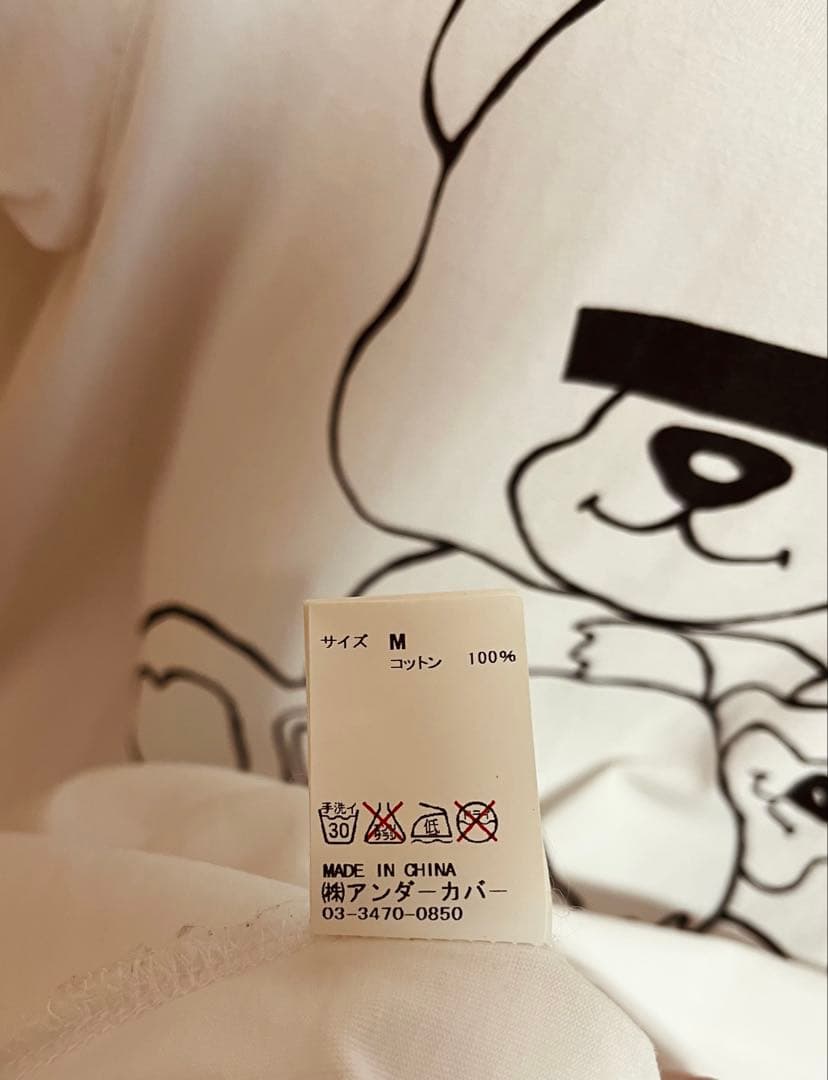 サイズ M
コットン 100%
手洗イ 30 低
MADE IN CHINA
㈱アンダーカバー
03-3470-0850